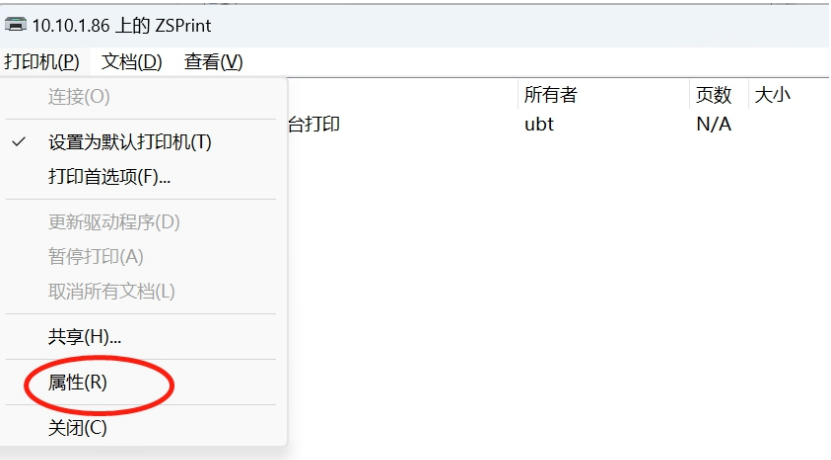 10.10.1.86 上的 ZSPrint
打印机(P) 文档(D) 查看(V)
所有者 页数 大小
台打印 ubt N/A
连接(O)
✓ 设置为默认打印机(T)
打印首选项(F)...
更新驱动程序(D)
暂停打印(A)
取消所有文档(L)
共享(H)...
属性(R)
关闭(C)